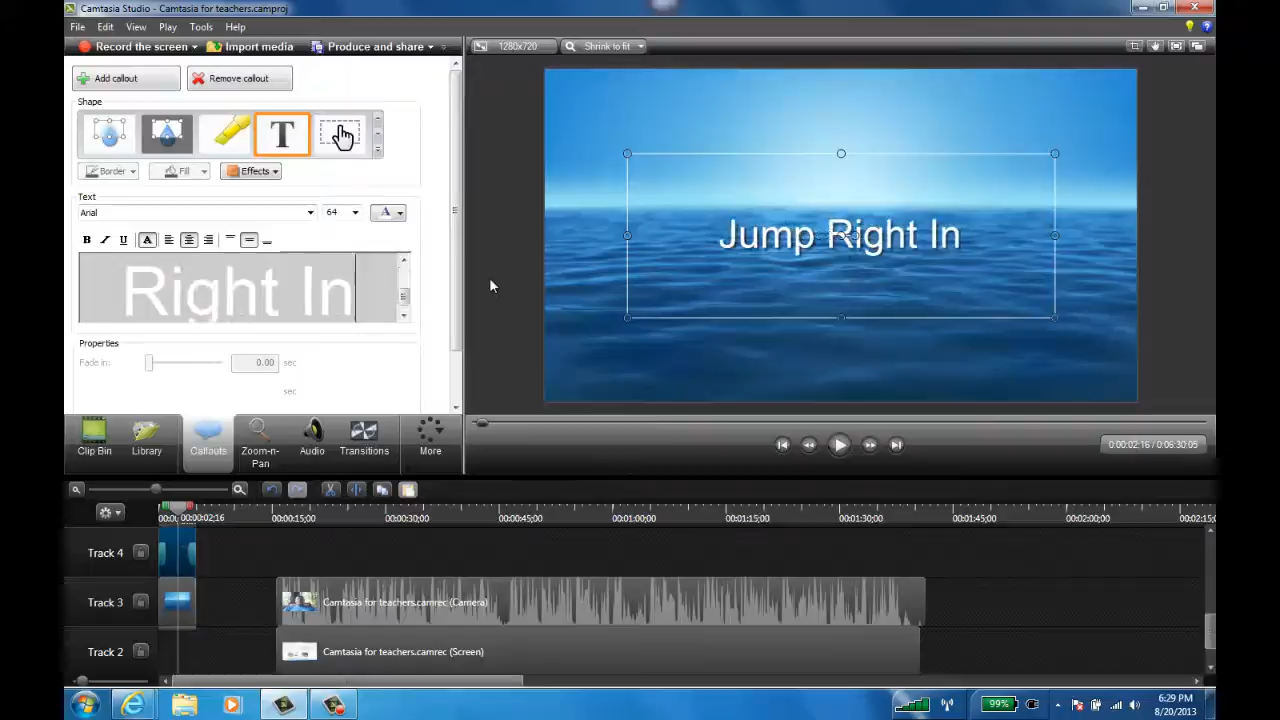 Camtasia Studio - Camtasia for teachers.camproj
File Edit View Play Tools Help
Record the screen Import media Produce and share
1280x720 Shrink to fit
Add callout Remove callout
Shape
T
Border Fill Effects
Text
Arial 64 A
B I U A
Right In
Jump Right In
Properties
Fade in: 0.00 sec
sec
Clip Bin Library Callouts Zoom-n-Pan Audio Transitions More
0:00:02:16 / 0:06:30:05
00:00:02;16 00:00:15;00 00:00:30;00 00:00:45;00 00:01:00;00 00:01:15;00 00:01:30;00 00:01:45;00 00:02:00;00
Track 4
Track 3 Camtasia for teachers.camrec (Camera)
Track 2 Camtasia for teachers.camrec (Screen)
99% 6:29 PM
8/20/2013